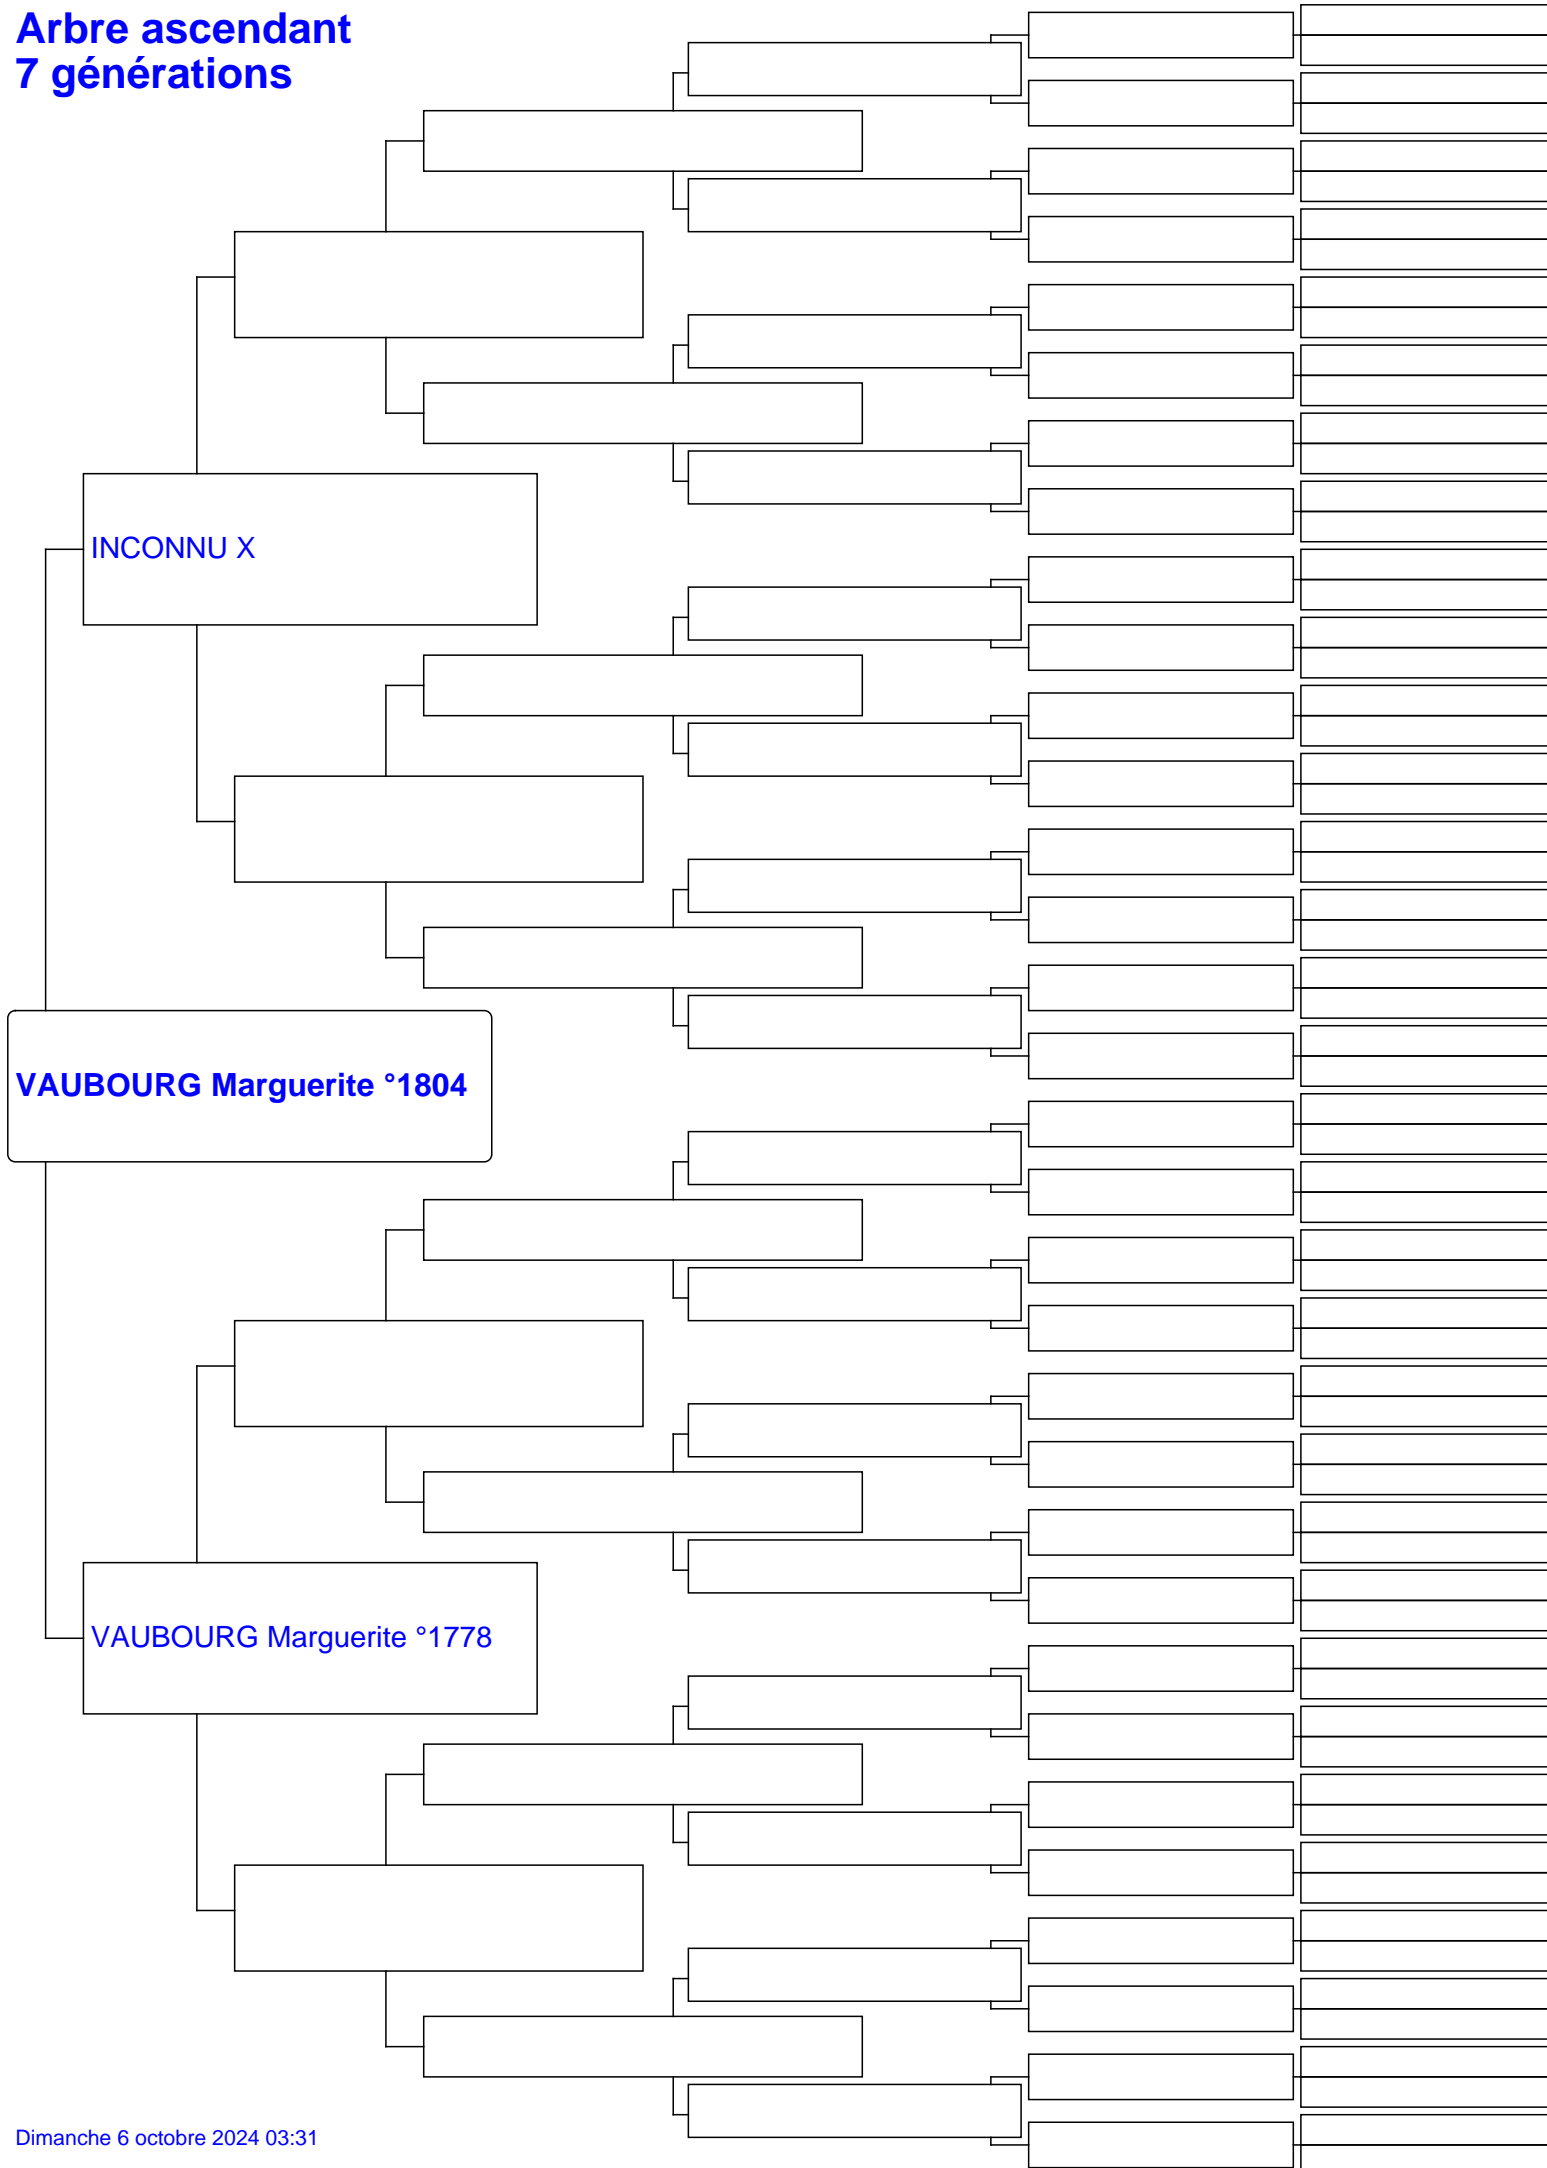 Arbre ascendant
7 générations
INCONNU X
VAUBOURG Marguerite °1804
VAUBOURG Marguerite °1778
Dimanche 6 octobre 2024 03:31